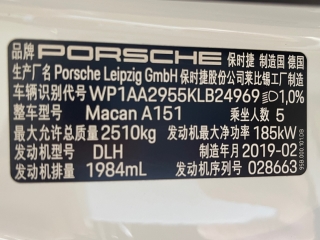 品牌 PORSCHE 保时捷 制造国 德国
生产厂名 Porsche Leipzig GmbH 保时捷股份公司莱比锡工厂制造
车辆识别代号 WP1AA2955KLB24969 1,0%
整车型号 Macan A151 乘坐人数 5
最大允许总质量 2510kg 发动机最大净功率 185kW
发动机型号 DLH 制造年月 2019-02
发动机排量 1984mL 发动机序列号 028663